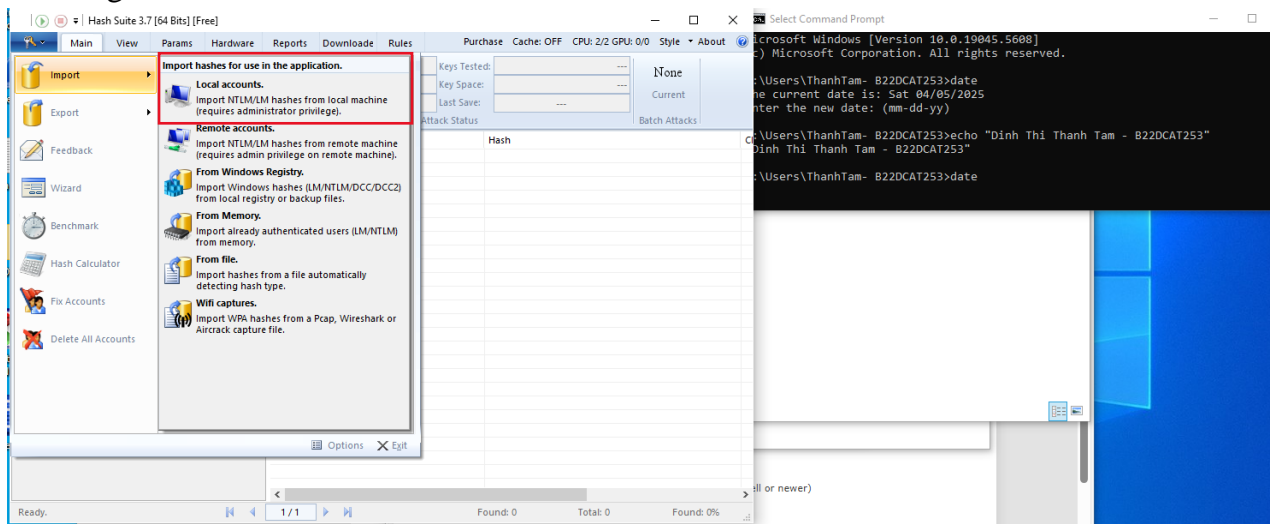 Hash Suite 3.7 [64 Bits] [Free]
Main View Params Hardware Reports Downloade Rules Purchase Cache: OFF CPU: 2/2 GPU: 0/0 Style About
Import
Export
Feedback
Wizard
Benchmark
Hash Calculator
Fix Accounts
Delete All Accounts
Import hashes for use in the application.
Local accounts.
Import NTLM/LM hashes from local machine
(requires administrator privilege).
Remote accounts.
Import NTLM/LM hashes from remote machine
(requires admin privilege on remote machine).
From Windows Registry.
Import Windows hashes (LM/NTLM/DCC/DCC2)
from local registry or backup files.
From Memory.
Import already authenticated users (LM/NTLM)
from memory.
From file.
Import hashes from a file automatically
detecting hash type.
Wifi captures.
Import WPA hashes from a Pcap, Wireshark or
Aircrack capture file.
Options Exit
Keys Tested: ---
Key Space: ---
Last Save: ---
Attack Status
None
Current
Batch Attacks
Hash
Ready. 1/1 Found: 0 Total: 0 Found: 0%
Select Command Prompt
icrosoft Windows [Version 10.0.19045.5608]
c) Microsoft Corporation. All rights reserved.
:\Users\ThanhTam- B22DCAT253>date
he current date is: Sat 04/05/2025
nter the new date: (mm-dd-yy)
:\Users\ThanhTam- B22DCAT253>echo "Dinh Thi Thanh Tam - B22DCAT253"
Dinh Thi Thanh Tam - B22DCAT253"
:\Users\ThanhTam- B22DCAT253>date
ell or newer)